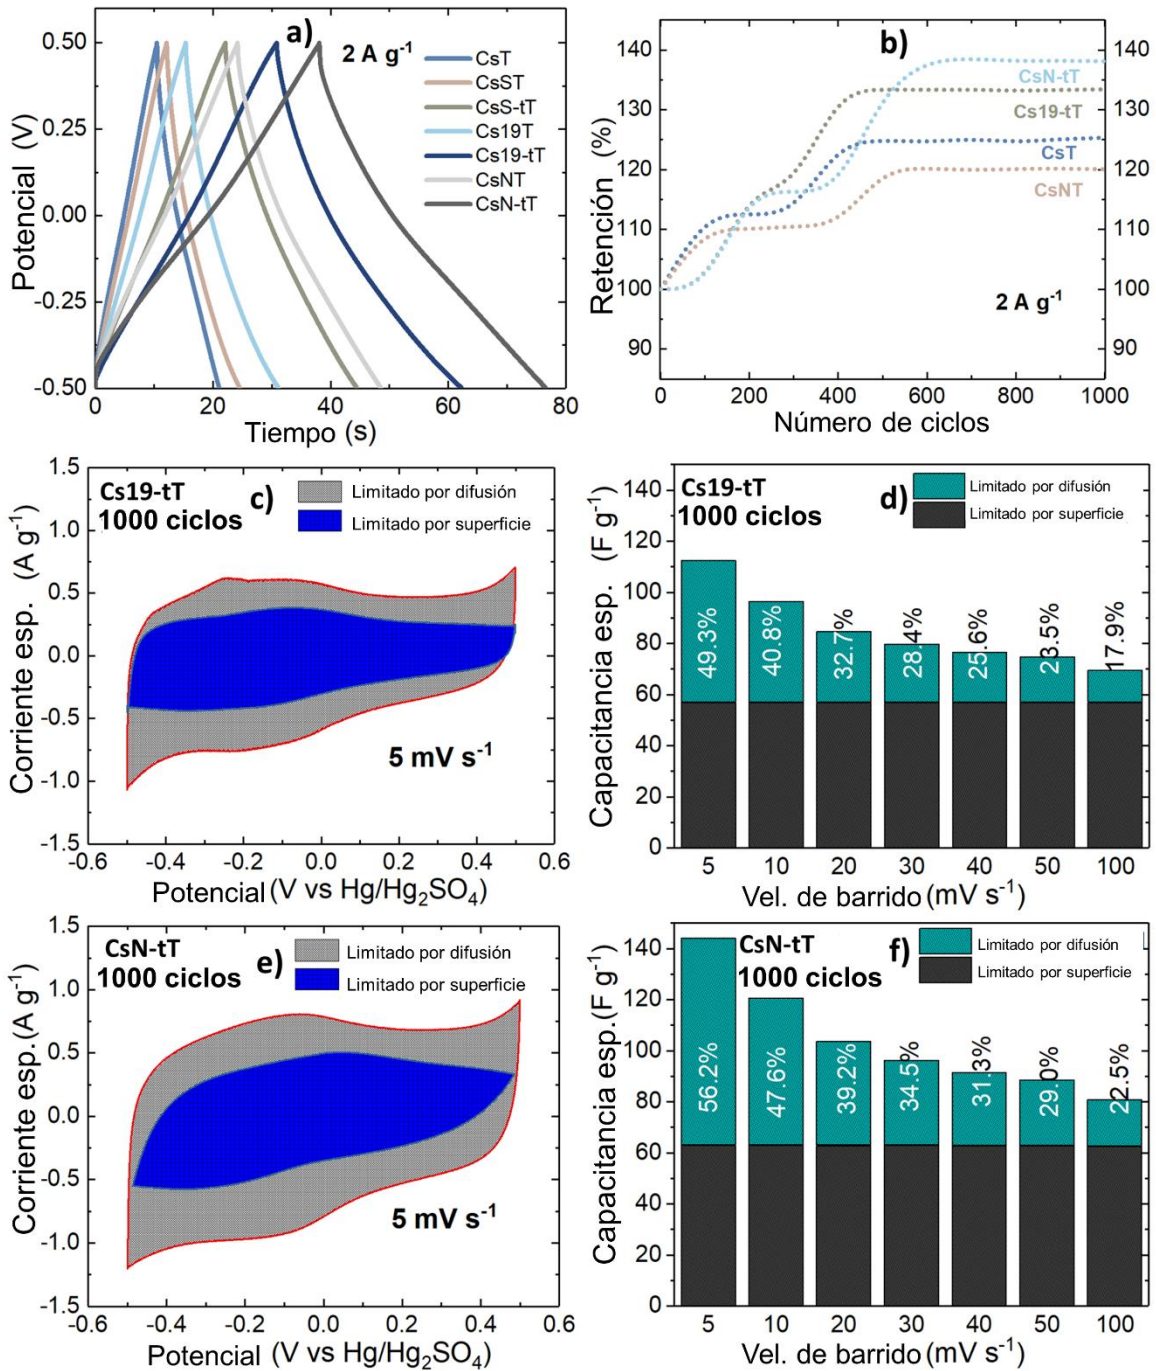 a)
2 A g⁻¹
CsT
CsST
CsS-tT
Cs19T
Cs19-tT
CsNT
CsN-tT
Potencial (V)
0.50
0.25
0.00
-0.25
-0.50
0 20 40 60 80
Tiempo (s)
b)
CsN-tT
Cs19-tT
CsT
CsNT
2 A g⁻¹
Retención (%)
140
130
120
110
100
90
140
130
120
110
100
90
0 200 400 600 800 1000
Número de ciclos
Cs19-tT
1000 ciclos
c)
Limitado por difusión
Limitado por superficie
5 mV s⁻¹
Corriente esp. (A g⁻¹)
1.5
1.0
0.5
0.0
-0.5
-1.0
-1.5
-0.6 -0.4 -0.2 0.0 0.2 0.4 0.6
Potencial (V vs Hg/Hg₂SO₄)
Cs19-tT
1000 ciclos
d)
Limitado por difusión
Limitado por superficie
Capacitancia esp. (F g⁻¹)
140
120
100
80
60
40
20
0
49.3%
40.8%
32.7%
28.4%
25.6%
23.5%
17.9%
5 10 20 30 40 50 100
Vel. de barrido (mV s⁻¹)
CsN-tT
1000 ciclos
e)
Limitado por difusión
Limitado por superficie
5 mV s⁻¹
Corriente esp. (A g⁻¹)
1.5
1.0
0.5
0.0
-0.5
-1.0
-1.5
-0.6 -0.4 -0.2 0.0 0.2 0.4 0.6
Potencial (V vs Hg/Hg₂SO₄)
CsN-tT
1000 ciclos
f)
Limitado por difusión
Limitado por superficie
Capacitancia esp. (F g⁻¹)
140
120
100
80
60
40
20
0
56.2%
47.6%
39.2%
34.5%
31.3%
29.0%
22.5%
5 10 20 30 40 50 100
Vel. de barrido (mV s⁻¹)